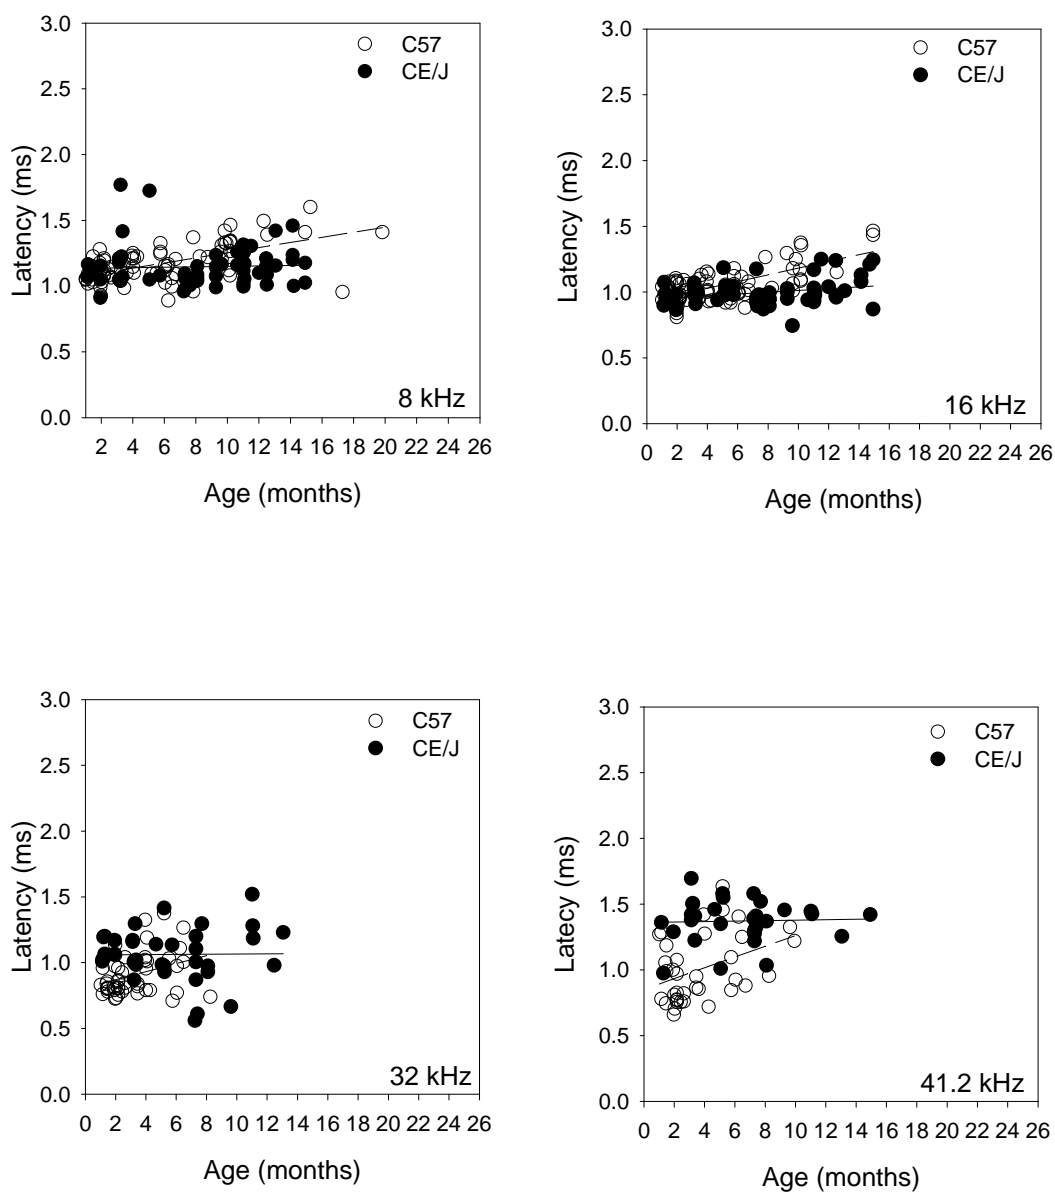 3.0
2.5
2.0
1.5
1.0
0.5
0.0
Latency (ms)
C57
CE/J
8 kHz
2 4 6 8 10 12 14 16 18 20 22 24 26
Age (months)
3.0
2.5
2.0
1.5
1.0
0.5
0.0
Latency (ms)
C57
CE/J
16 kHz
0 2 4 6 8 10 12 14 16 18 20 22 24 26
Age (months)
3.0
2.5
2.0
1.5
1.0
0.5
0.0
Latency (ms)
C57
CE/J
32 kHz
0 2 4 6 8 10 12 14 16 18 20 22 24 26
Age (months)
3.0
2.5
2.0
1.5
1.0
0.5
0.0
Latecy (ms)
C57
CE/J
41.2 kHz
0 2 4 6 8 10 12 14 16 18 20 22 24 26
Age (months)